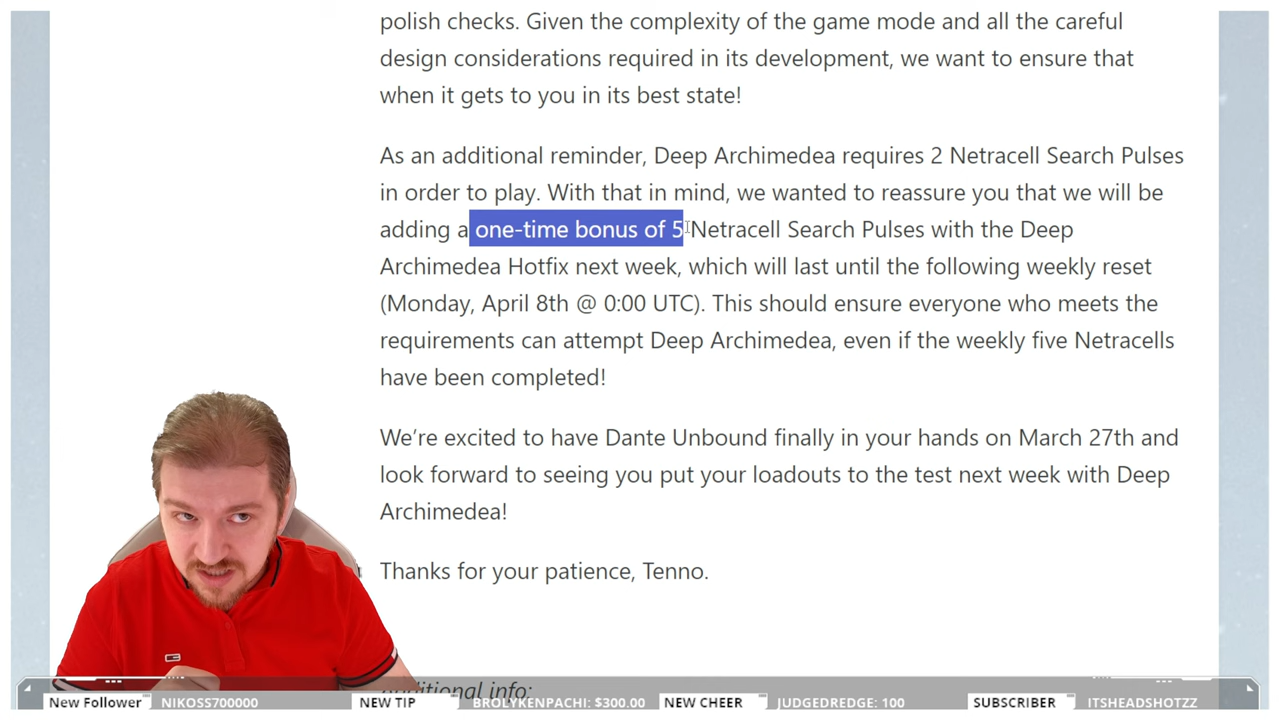 polish checks. Given the complexity of the game mode and all the careful
design considerations required in its development, we want to ensure that
when it gets to you in its best state!
As an additional reminder, Deep Archimedea requires 2 Netracell Search Pulses
in order to play. With that in mind, we wanted to reassure you that we will be
adding a one-time bonus of 5 Netracell Search Pulses with the Deep
Archimedea Hotfix next week, which will last until the following weekly reset
(Monday, April 8th @ 0:00 UTC). This should ensure everyone who meets the
requirements can attempt Deep Archimedea, even if the weekly five Netracells
have been completed!
We’re excited to have Dante Unbound finally in your hands on March 27th and
look forward to seeing you put your loadouts to the test next week with Deep
Archimedea!
Thanks for your patience, Tenno.
Additional info:
New Follower NIKOSS700000 NEW TIP BROLYKENPACHI: $300.00 NEW CHEER JUDGEDREDGE: 100 SUBSCRIBER ITSHEADSHOTZZ